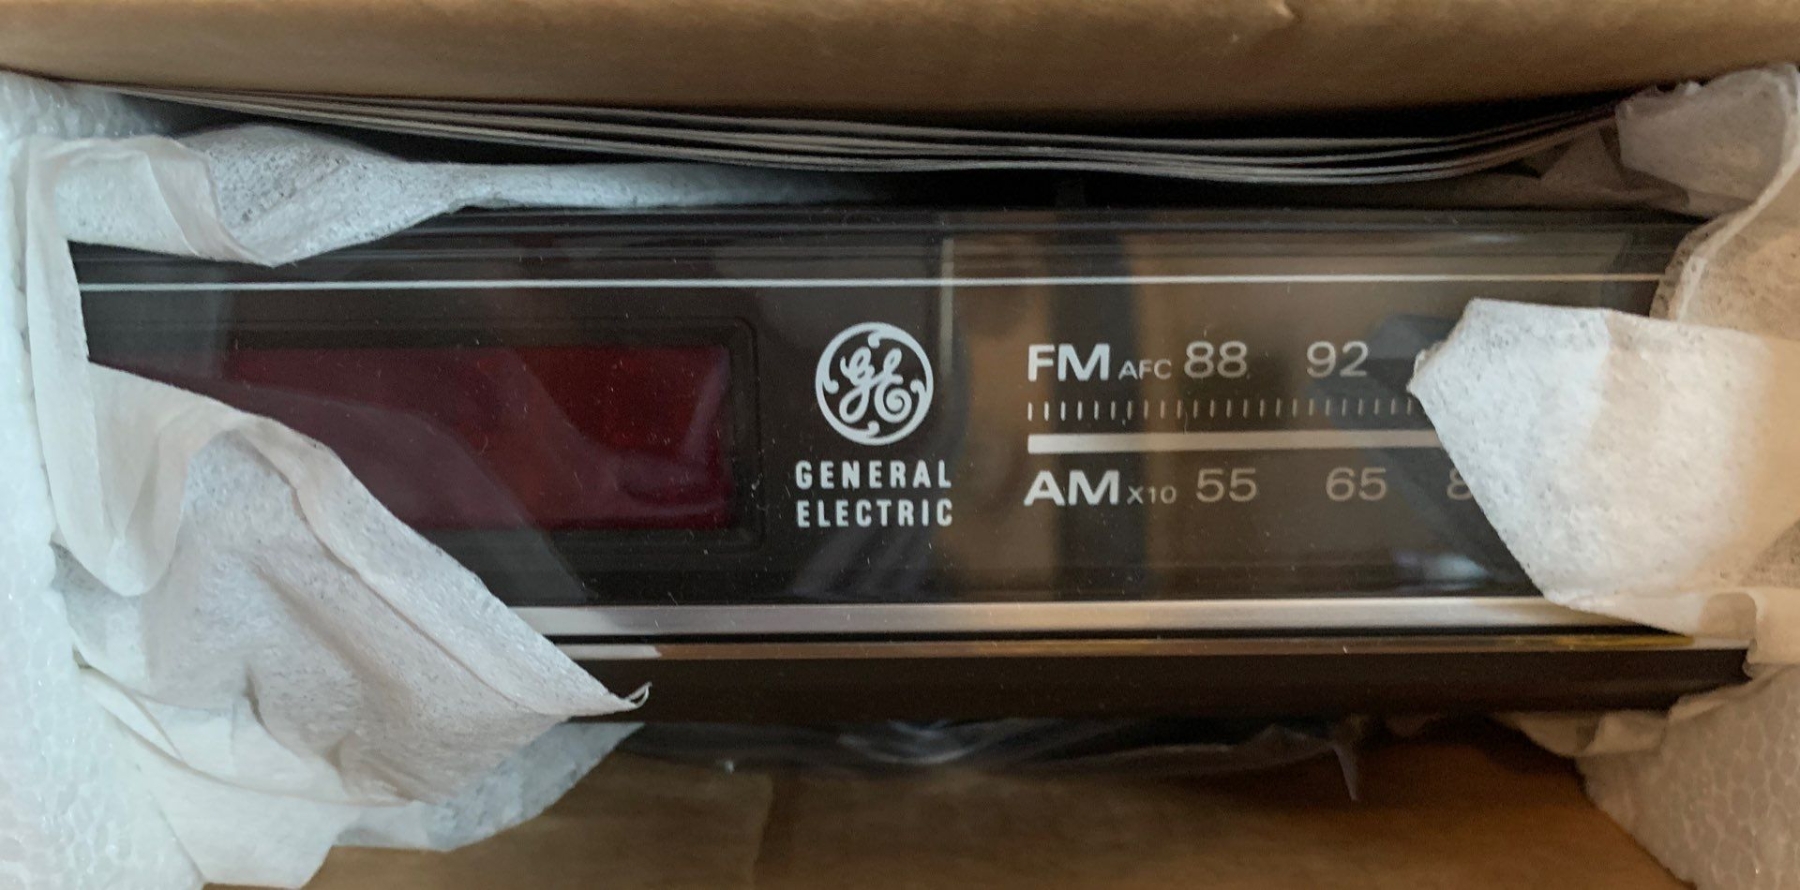 GE
GENERAL
ELECTRIC
FM AFC 88 92
AM X10 55 65